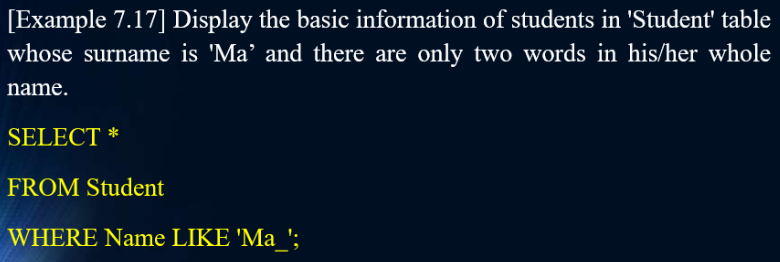 [Example 7.17] Display the basic information of students in 'Student' table
whose surname is 'Ma’ and there are only two words in his/her whole
name.
SELECT *
FROM Student
WHERE Name LIKE 'Ma_';